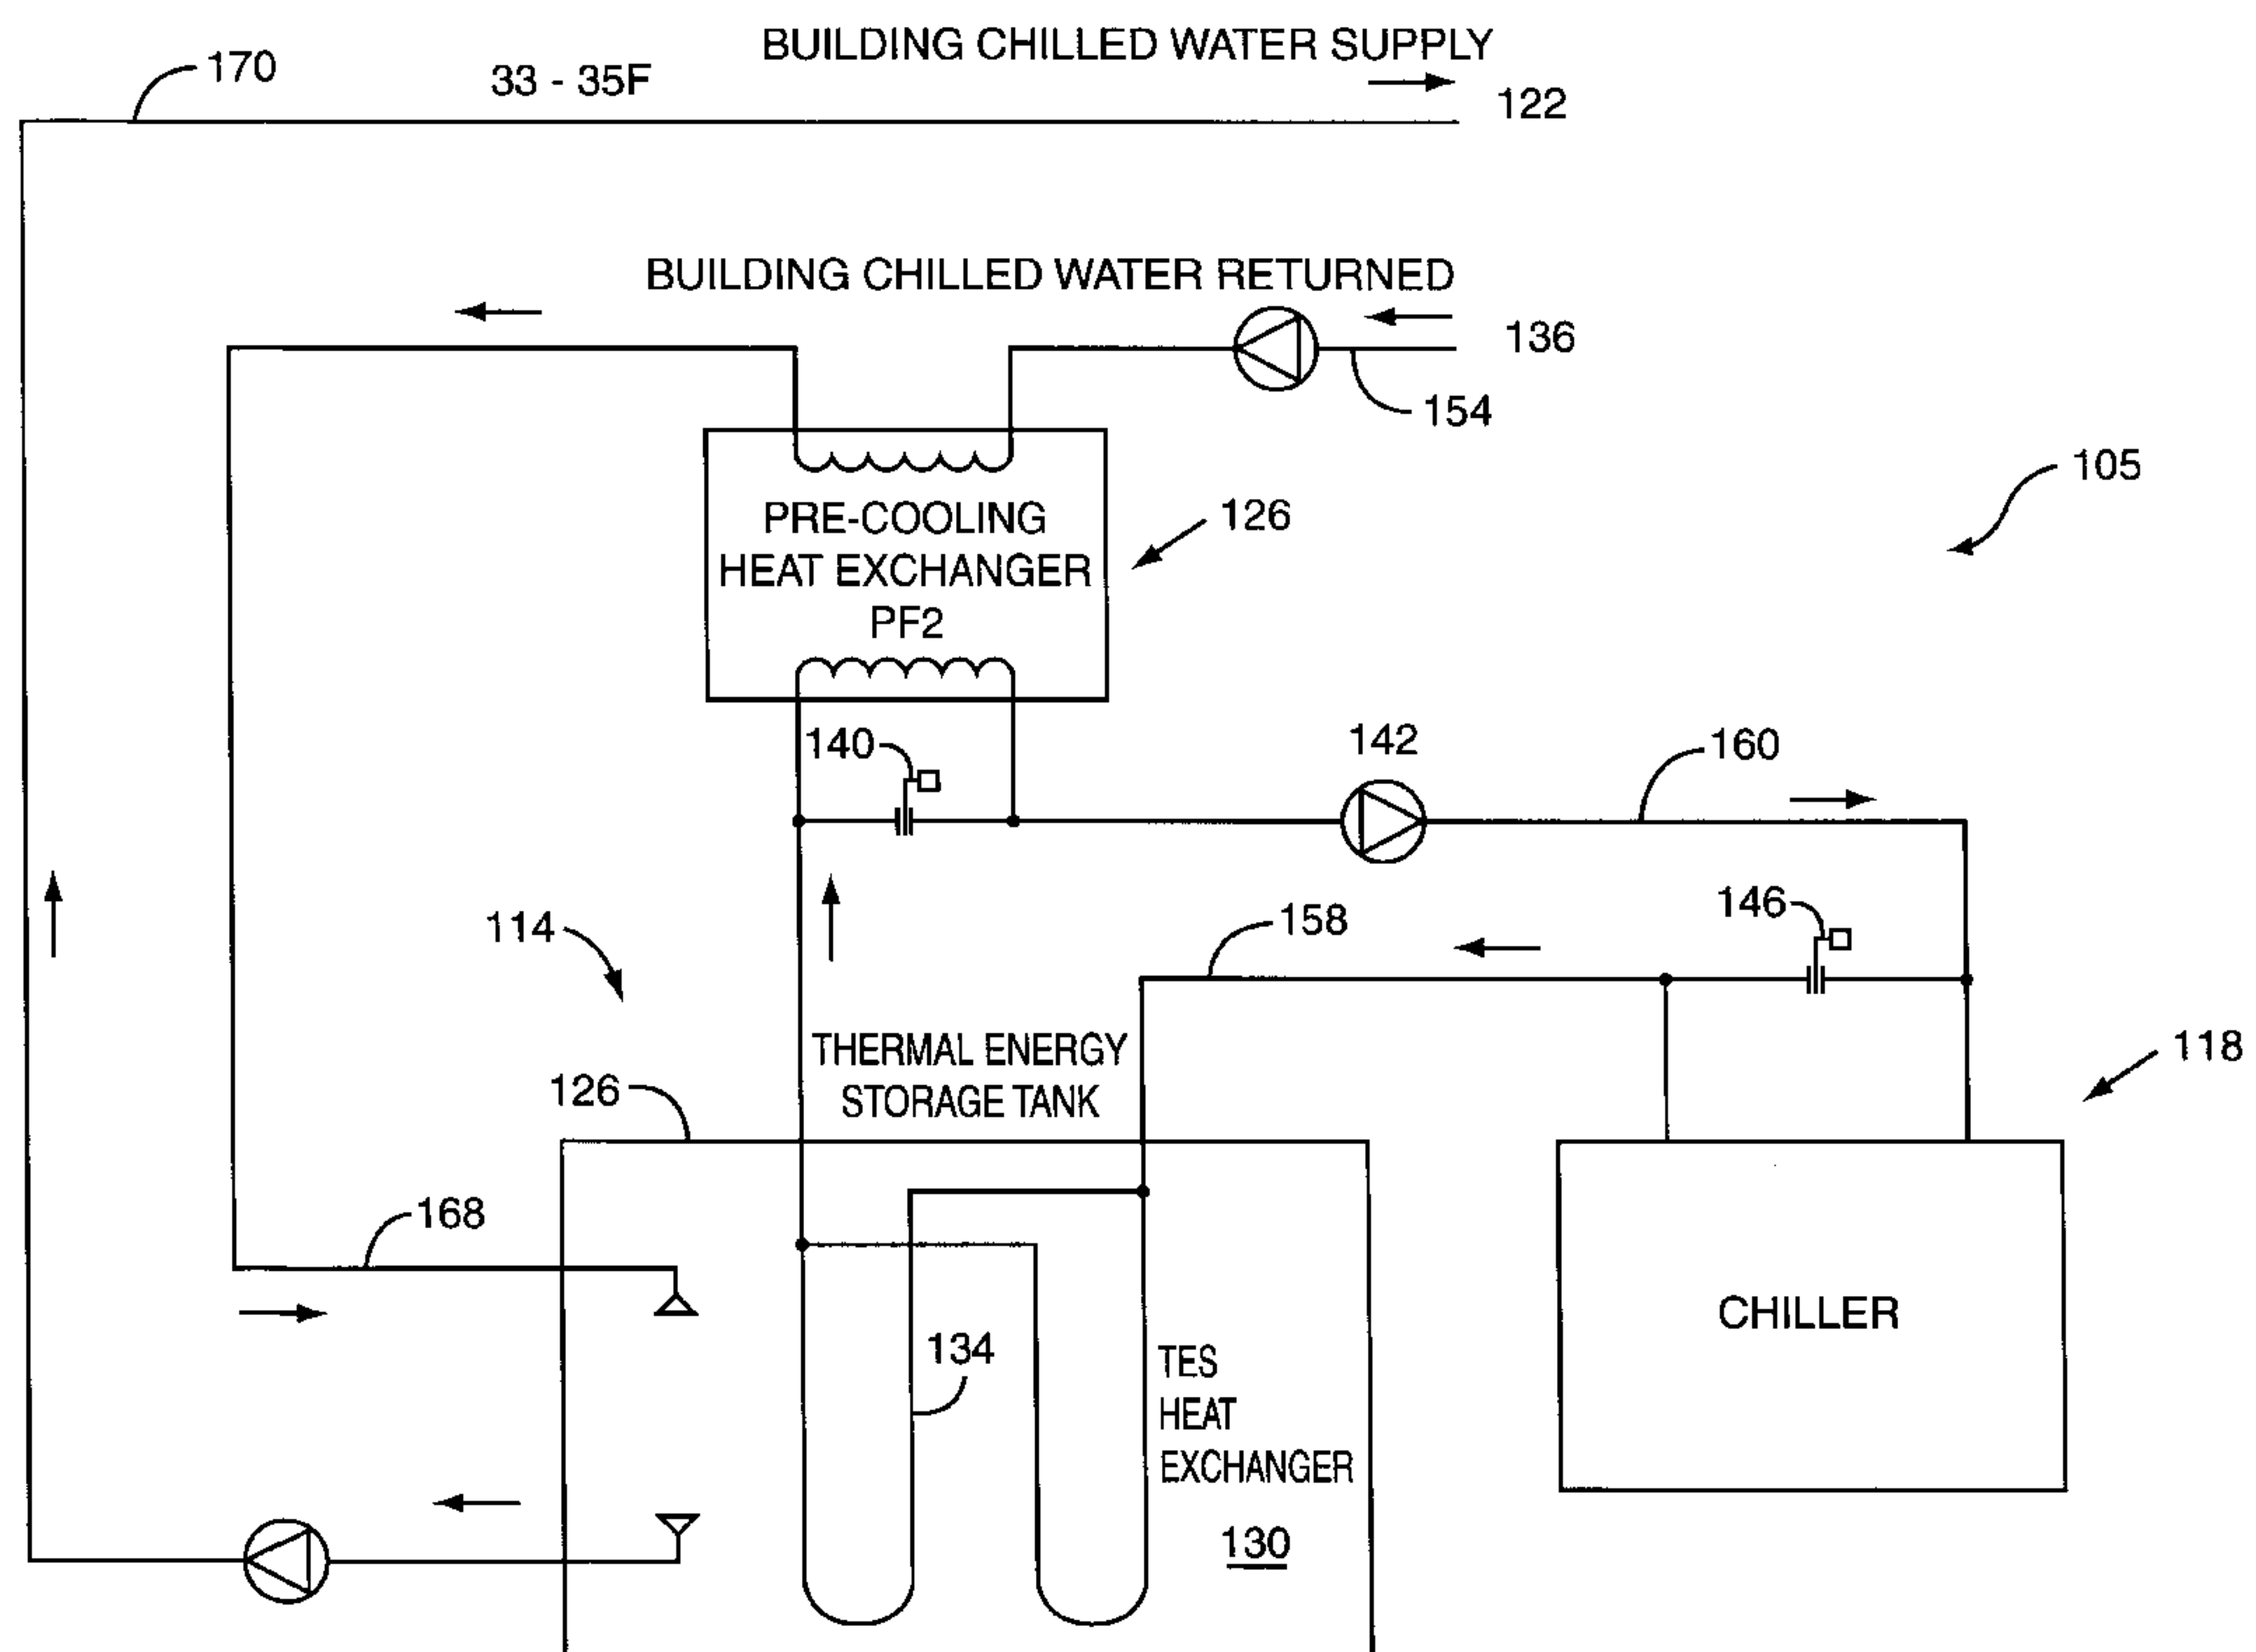 BUILDING CHILLED WATER SUPPLY
170
33 - 35F
122
BUILDING CHILLED WATER RETURNED
136
154
105
PRE-COOLING
HEAT EXCHANGER
PF2
126
140
142
160
146
114
158
THERMAL ENERGY
STORAGE TANK
118
126
168
134
TES
HEAT
EXCHANGER
CHILLER
130